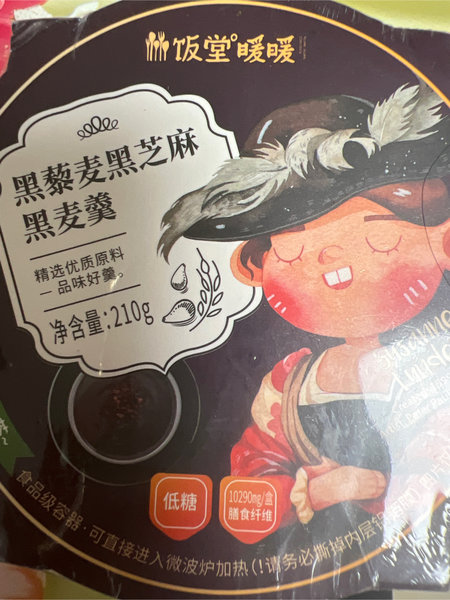 饭堂°暖暖
黑藜麦黑芝麻
黑麦羹
精选优质原料
一品味好羹。
净含量:210g
低糖
10290mg/盒
膳食纤维
食品级容器·可直接进入微波炉加热(!请务必撕掉内层铝